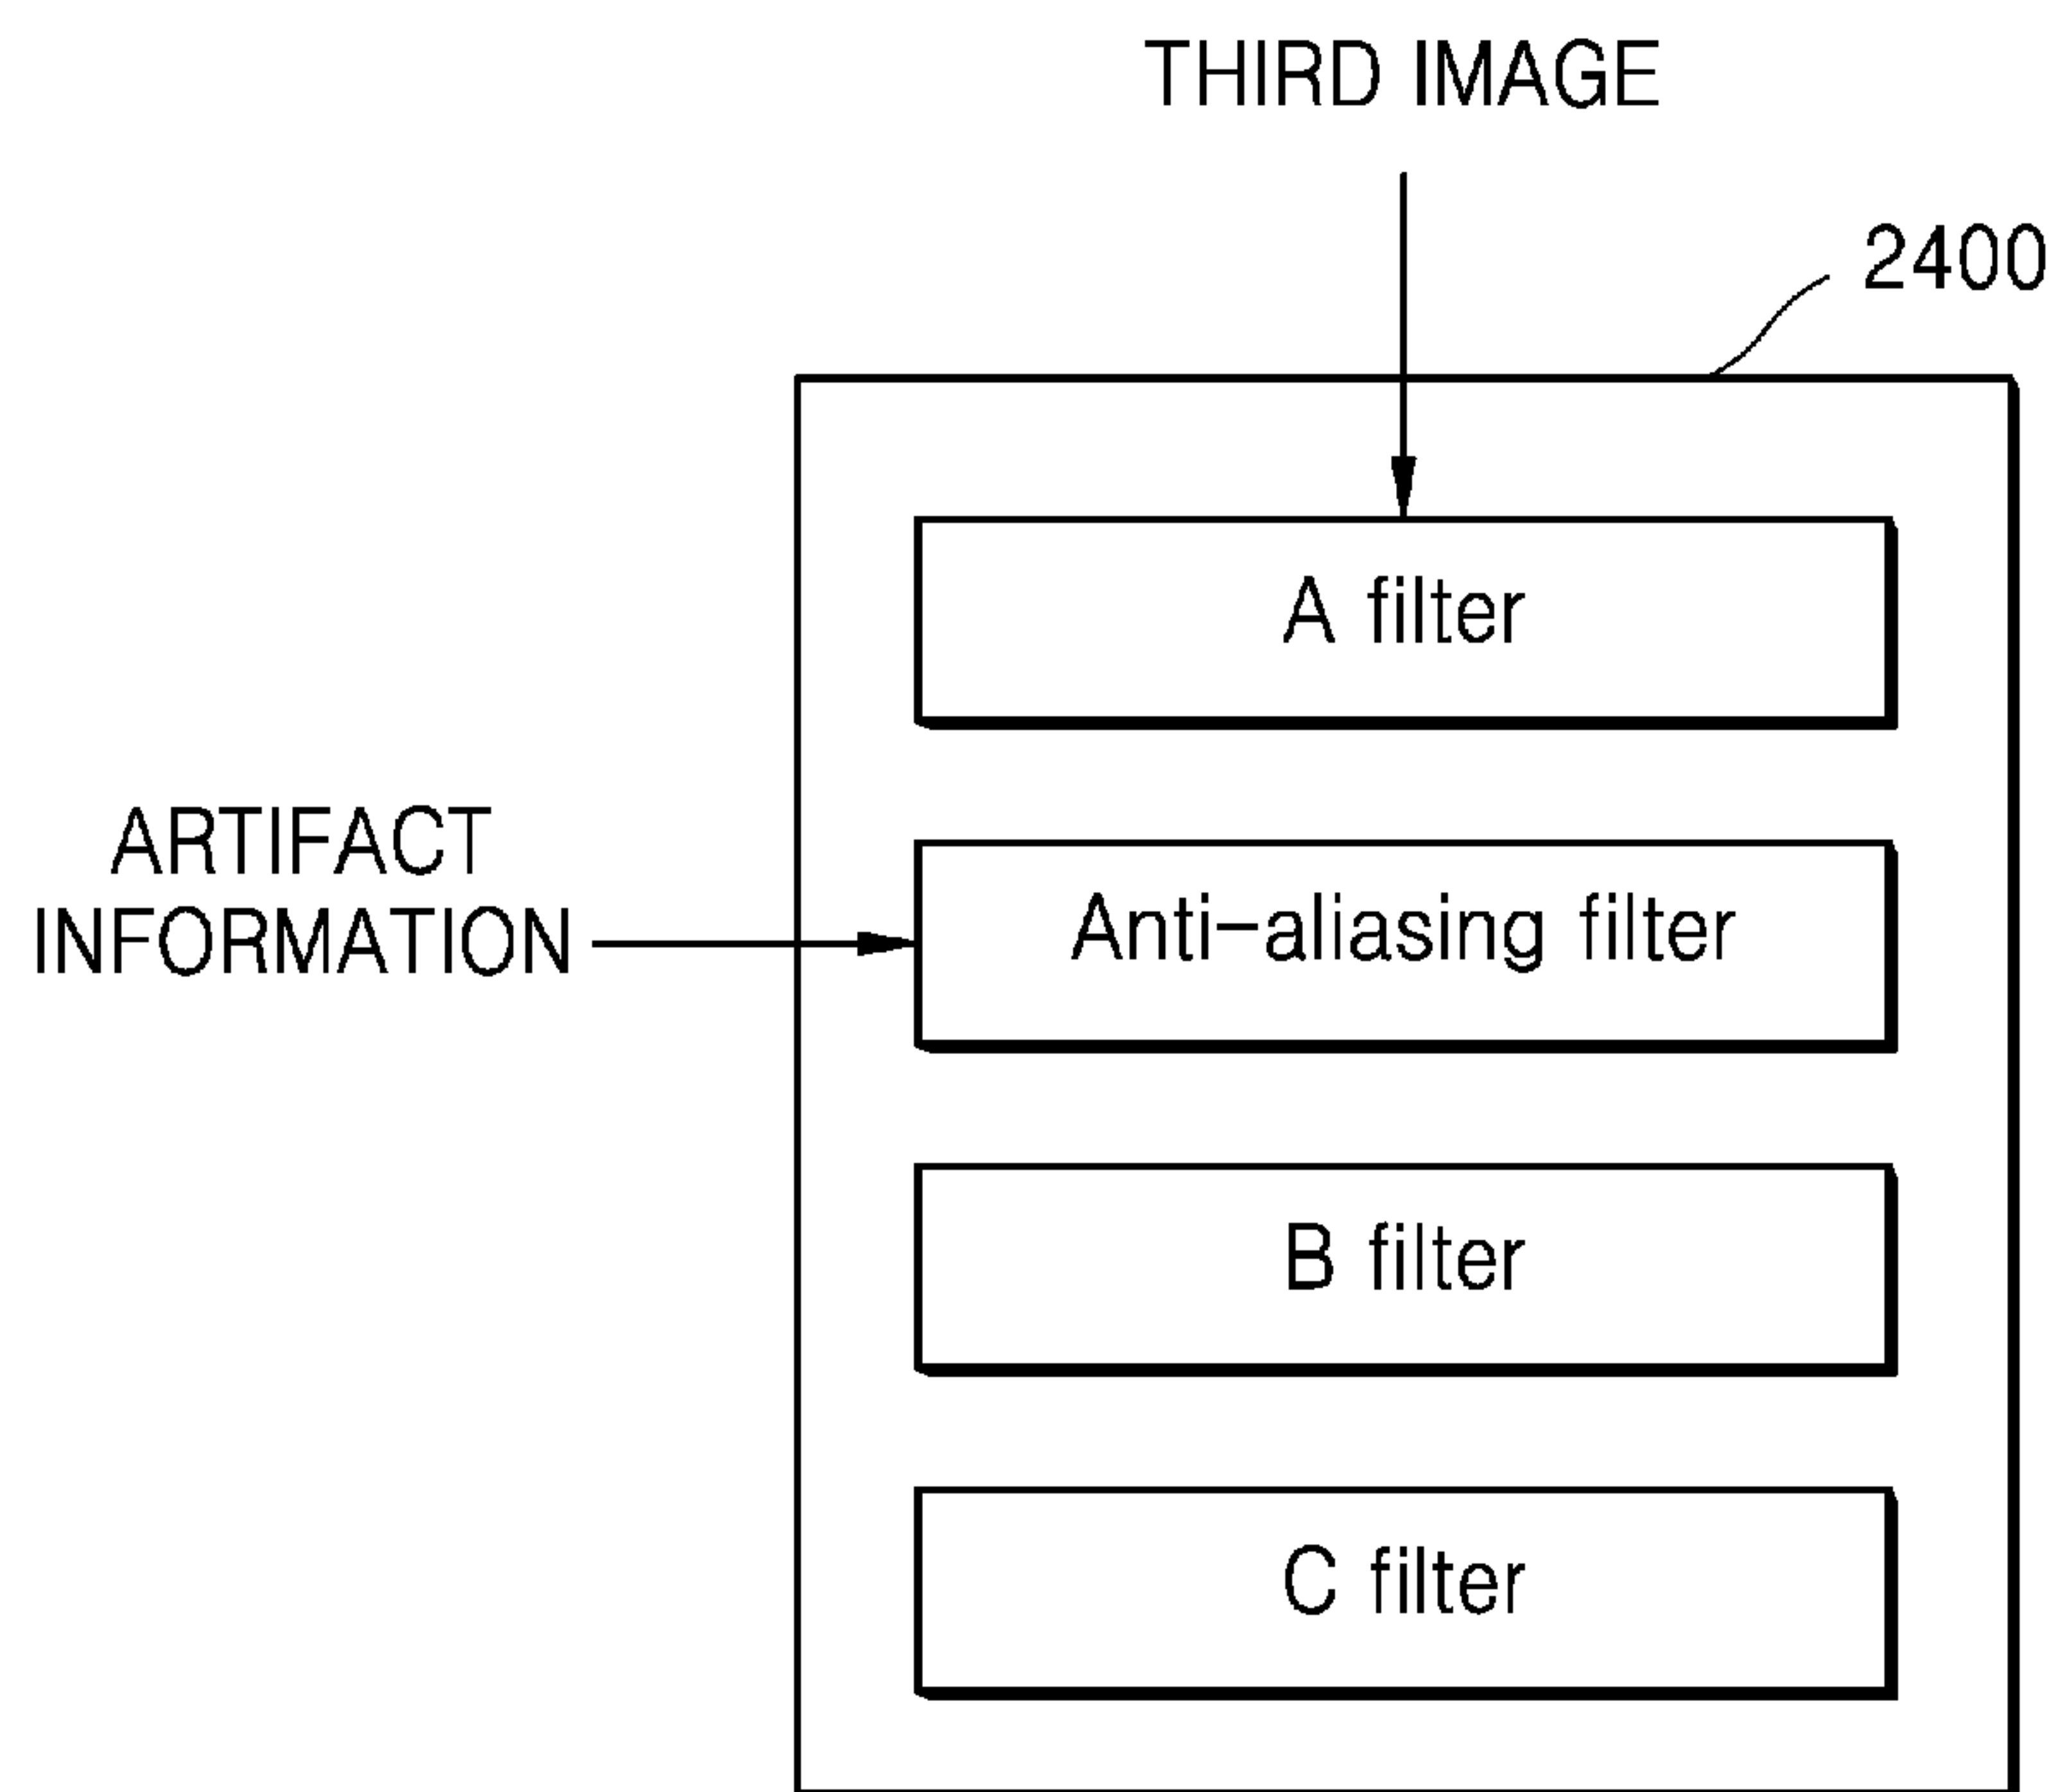 THIRD IMAGE
2400
A filter
ARTIFACT
INFORMATION
Anti-aliasing filter
B filter
C filter